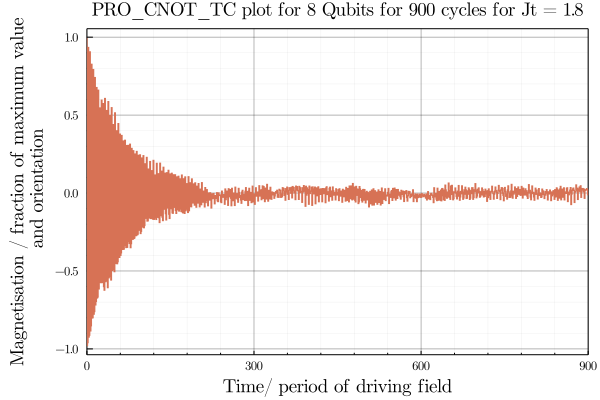 PRO_CNOT_TC plot for 8 Qubits for 900 cycles for Jt = 1.8
Magnetisation / fraction of maximum value
and orientation
1.0
0.5
0.0
−0.5
−1.0
0
300
600
900
Time/ period of driving field